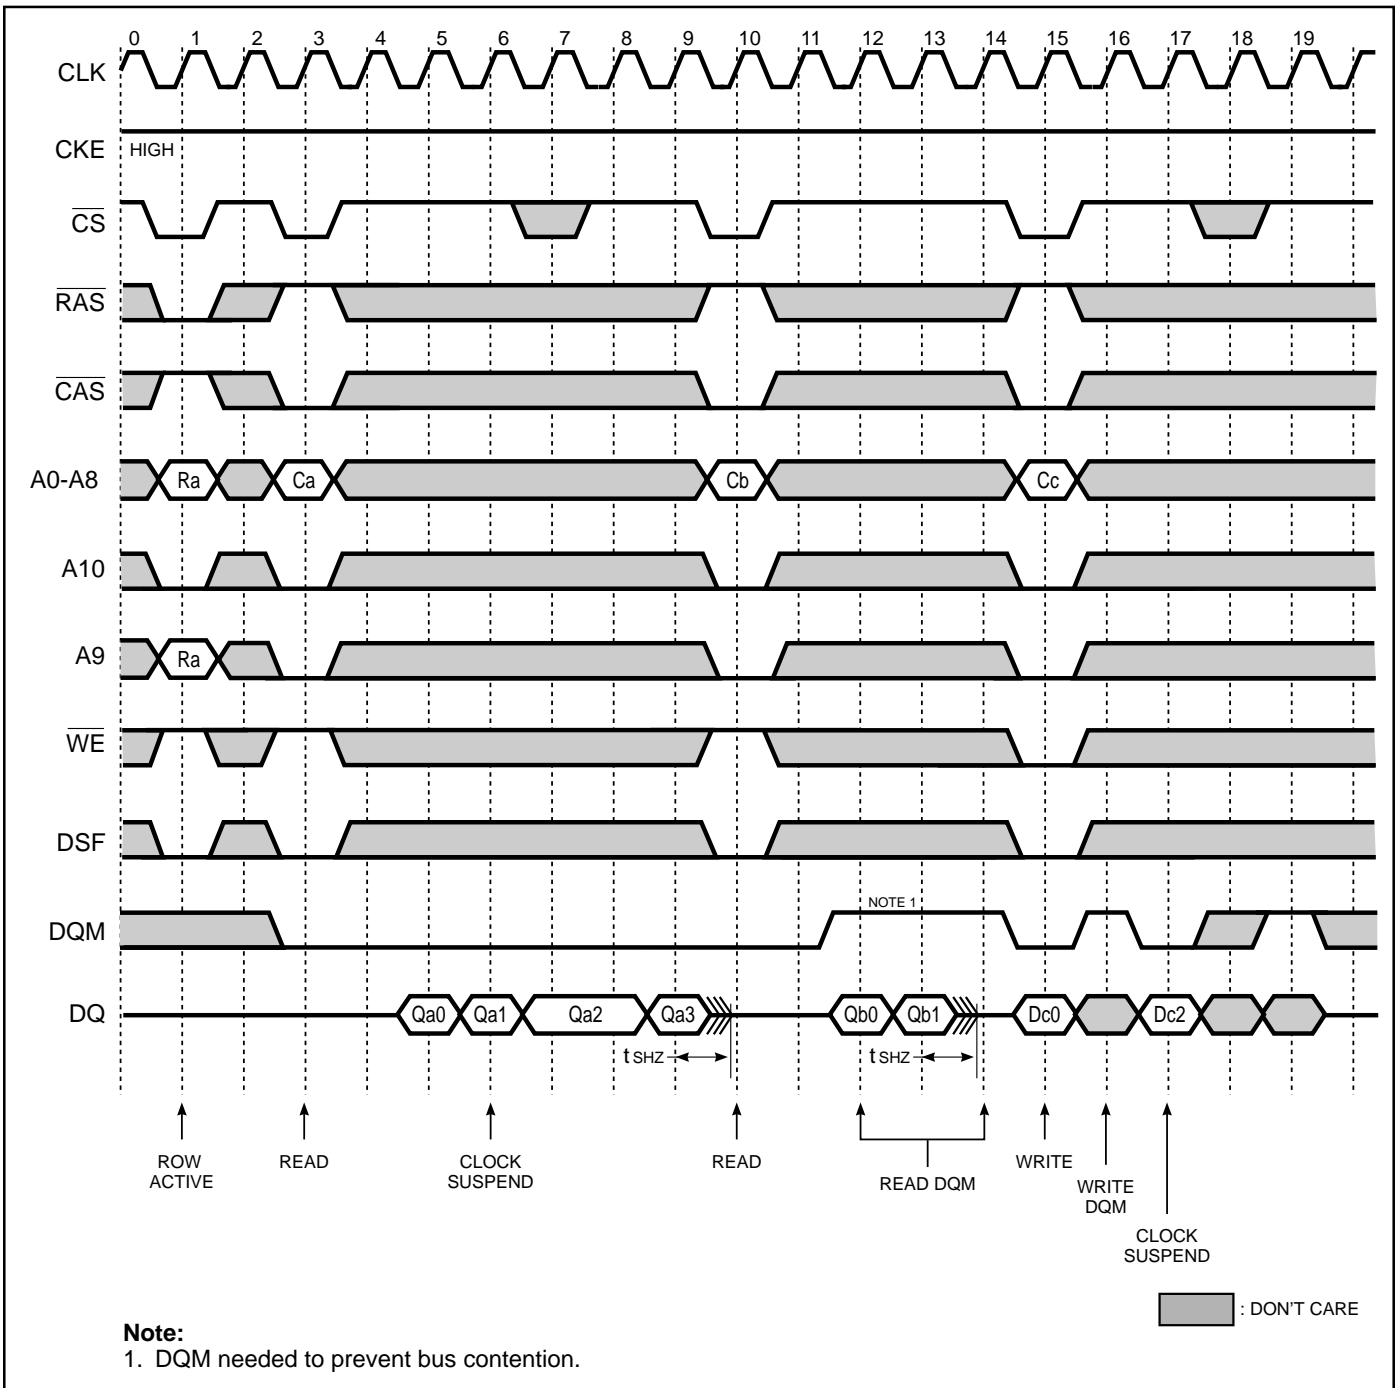 0 1 2 3 4 5 6 7 8 9 10 11 12 13 14 15 16 17 18 19
CLK
CKE HIGH
CS
RAS
CAS
A0-A8 Ra Ca Cb Cc
A10
A9 Ra
WE
DSF
DQM NOTE 1
DQ Qa0 Qa1 Qa2 Qa3 Qb0 Qb1 Dc0 Dc2
tSHZ tSHZ
ROW
ACTIVE
READ
CLOCK
SUSPEND
READ
READ DQM
WRITE
WRITE
DQM
CLOCK
SUSPEND
: DON'T CARE
Note:
1. DQM needed to prevent bus contention.